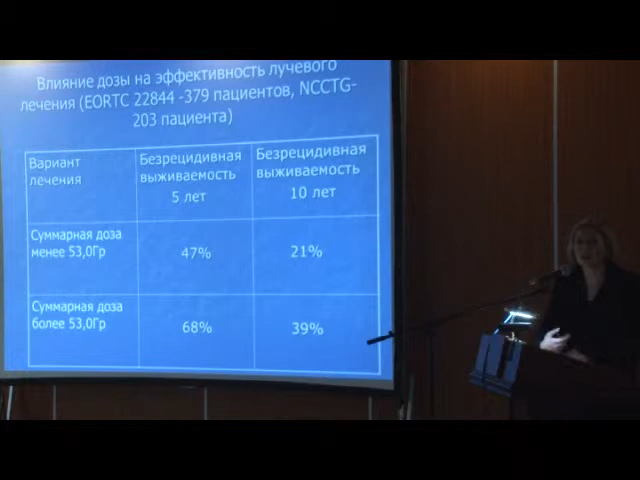 Влияние дозы на эффективность лучевого
лечения (EORTC 22844 -379 пациентов, NCCTG-
203 пациента)
Вариант
лечения
Безрецидивная
выживаемость
5 лет
Безрецидивная
выживаемость
10 лет
Суммарная доза
менее 53,0Гр
47%
21%
Суммарная доза
более 53,0Гр
68%
39%